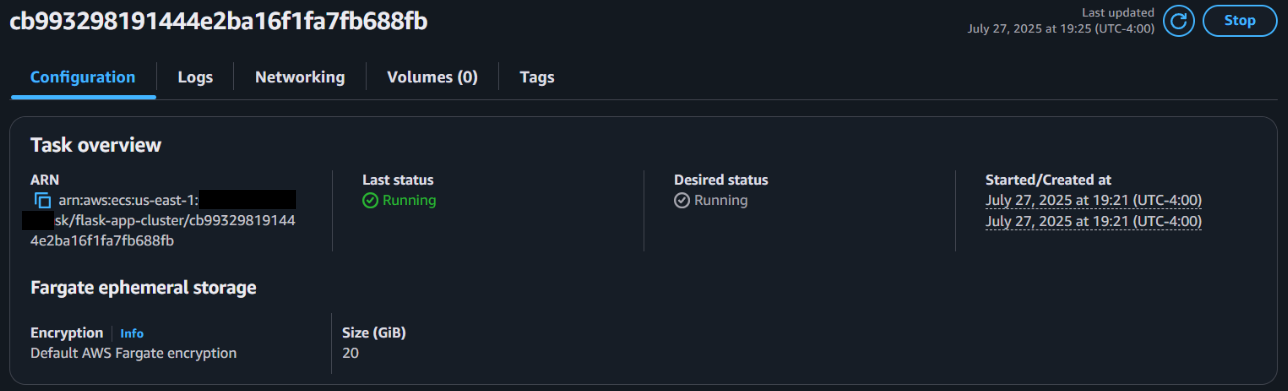 cb993298191444e2ba16f1fa7fb688fb
Last updated
July 27, 2025 at 19:25 (UTC-4:00)
Stop
Configuration
Logs
Networking
Volumes (0)
Tags
Task overview
ARN
arn:aws:ecs:us-east-1:
sk/flask-app-cluster/cb99329819144
4e2ba16f1fa7fb688fb
Last status
Running
Desired status
Running
Started/Created at
July 27, 2025 at 19:21 (UTC-4:00)
July 27, 2025 at 19:21 (UTC-4:00)
Fargate ephemeral storage
Encryption Info
Default AWS Fargate encryption
Size (GiB)
20